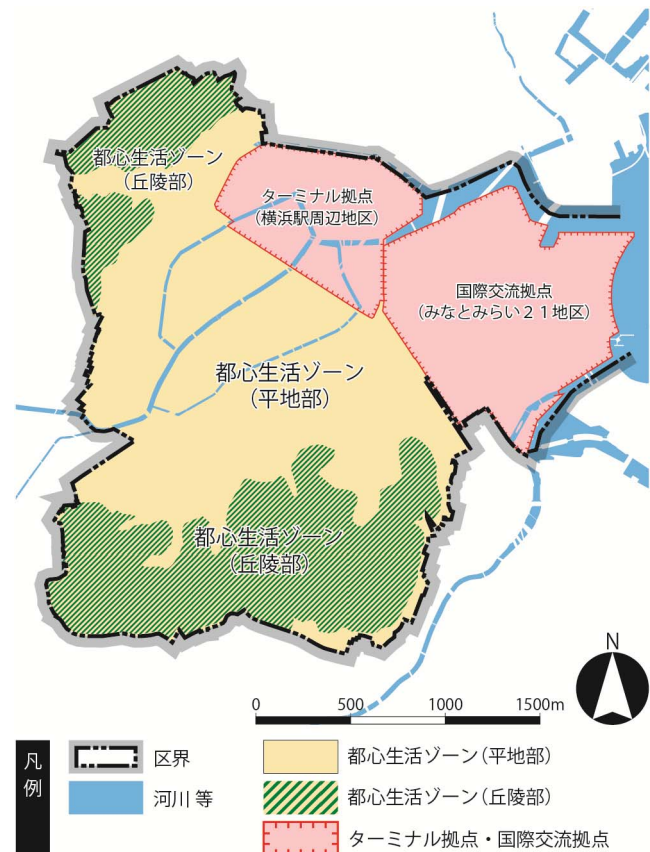 都心生活ゾーン
(丘陵部)
ターミナル拠点
(横浜駅周辺地区)
国際交流拠点
(みなとみらい２１地区)
都心生活ゾーン
(平地部)
都心生活ゾーン
(丘陵部)
N
0 500 1000 1500m
凡例
区界
河川等
都心生活ゾーン(平地部)
都心生活ゾーン(丘陵部)
ターミナル拠点・国際交流拠点